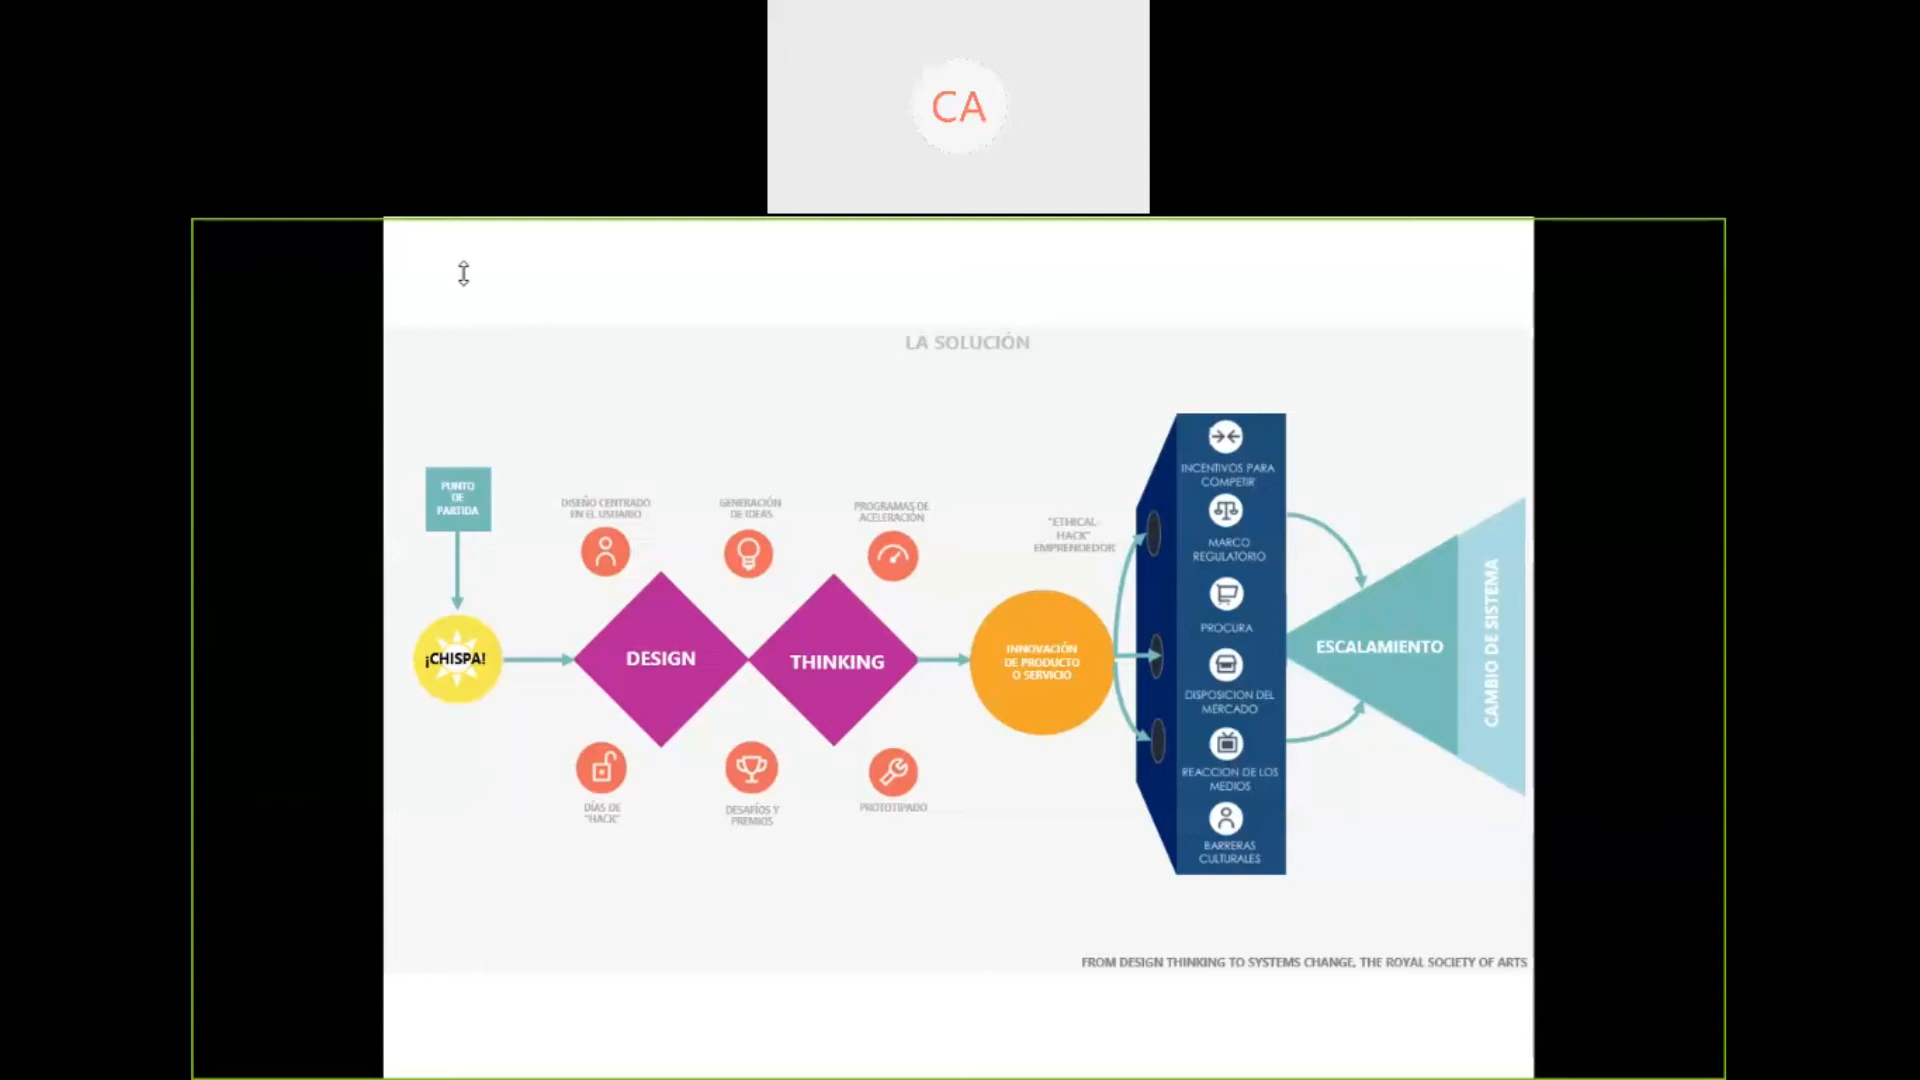 CA
LA SOLUCIÓN
PUNTO
DE
PARTIDA
¡CHISPA!
DISEÑO CENTRADO
EN EL USUARIO
GENERACIÓN
DE IDEAS
PROGRAMAS DE
ACELERACIÓN
DESIGN
THINKING
DÍAS DE
"HACK"
DESAFÍOS Y
PREMIOS
PROTOTIPADO
INNOVACIÓN
DE PRODUCTO
O SERVICIO
"ETHICAL-
HACK"
EMPRENDEDOR
INCENTIVOS PARA
COMPETIR
MARCO
REGULATORIO
PROCURA
DISPOSICION DEL
MERCADO
REACCION DE LOS
MEDIOS
BARRERAS
CULTURALES
ESCALAMIENTO
CAMBIO DE SISTEMA
FROM DESIGN THINKING TO SYSTEMS CHANGE, THE ROYAL SOCIETY OF ARTS